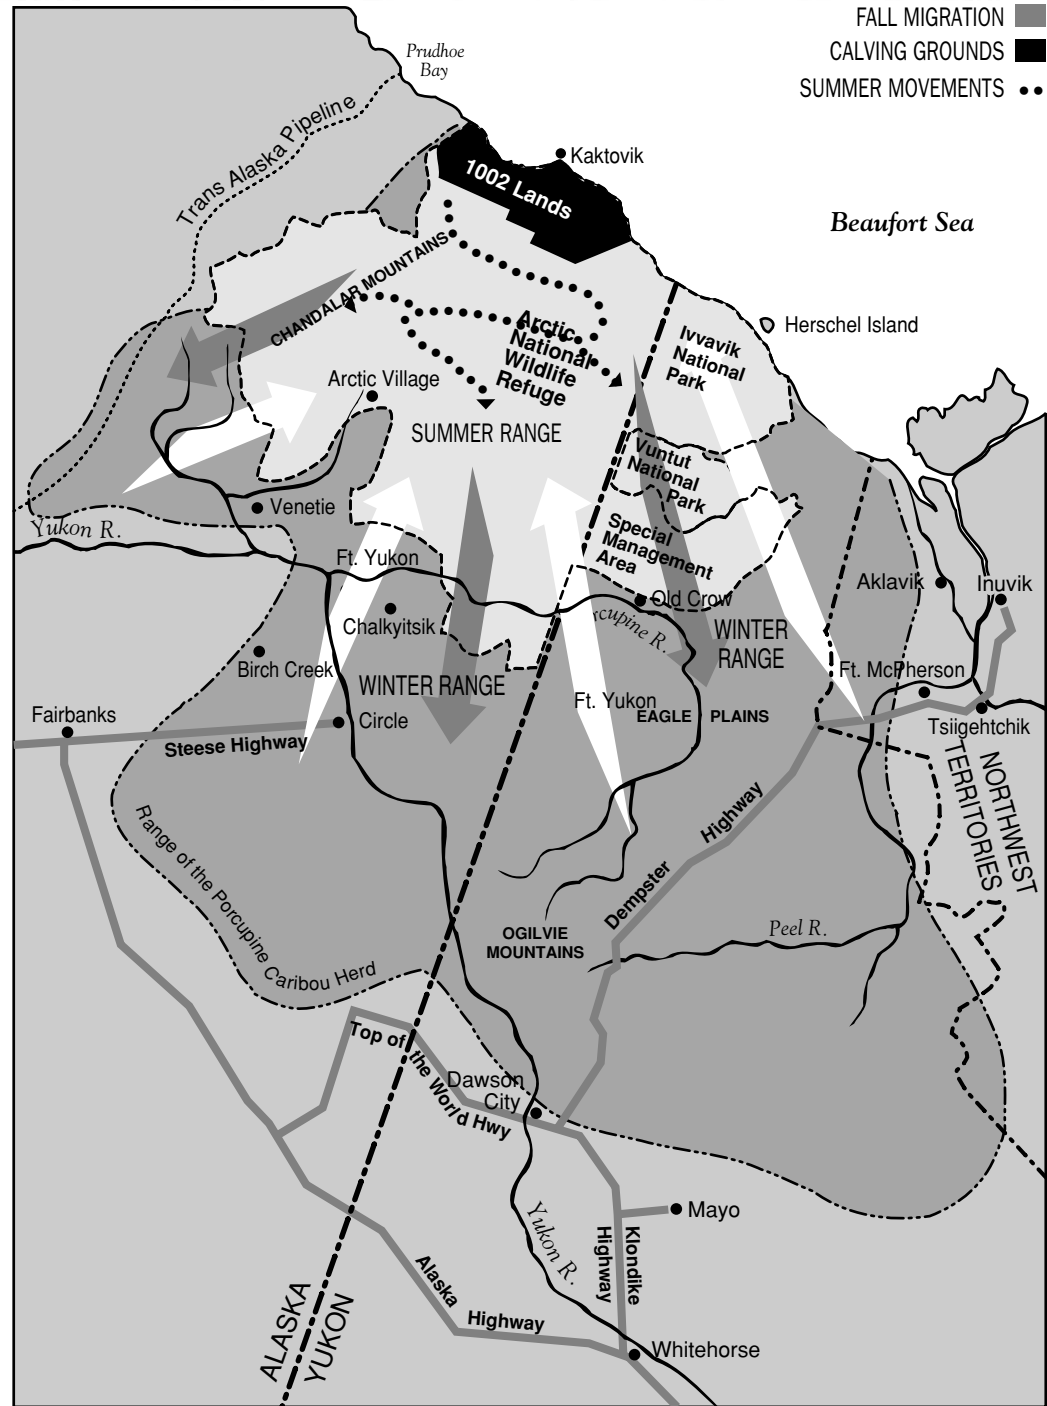 FALL MIGRATION
CALVING GROUNDS
SUMMER MOVEMENTS
Prudhoe
Bay
Trans Alaska Pipeline
Kaktovik
1002 Lands
Beaufort Sea
CHANDALAR MOUNTAINS
Herschel Island
Arctic
National
Wildlife
Refuge
Ivvavik
National
Park
Arctic Village
SUMMER RANGE
Vuntut
National
Park
Venetie
Yukon R.
Special
Management
Area
Ft. Yukon
Aklavik
Inuvik
Old Crow
rcupine R.
Chalkyitsik
WINTER
RANGE
Birch Creek
WINTER RANGE
Ft. McPherson
Ft. Yukon
EAGLE PLAINS
Fairbanks
Circle
Steese Highway
Tsiigehtchik
NORTHWEST
TERRITORIES
Dempster Highway
Range of the Porcupine Caribou Herd
OGILVIE
MOUNTAINS
Peel R.
Top of the World Hwy
Dawson
City
Mayo
Yukon R.
Klondike
Highway
Alaska Highway
ALASKA
YUKON
Whitehorse